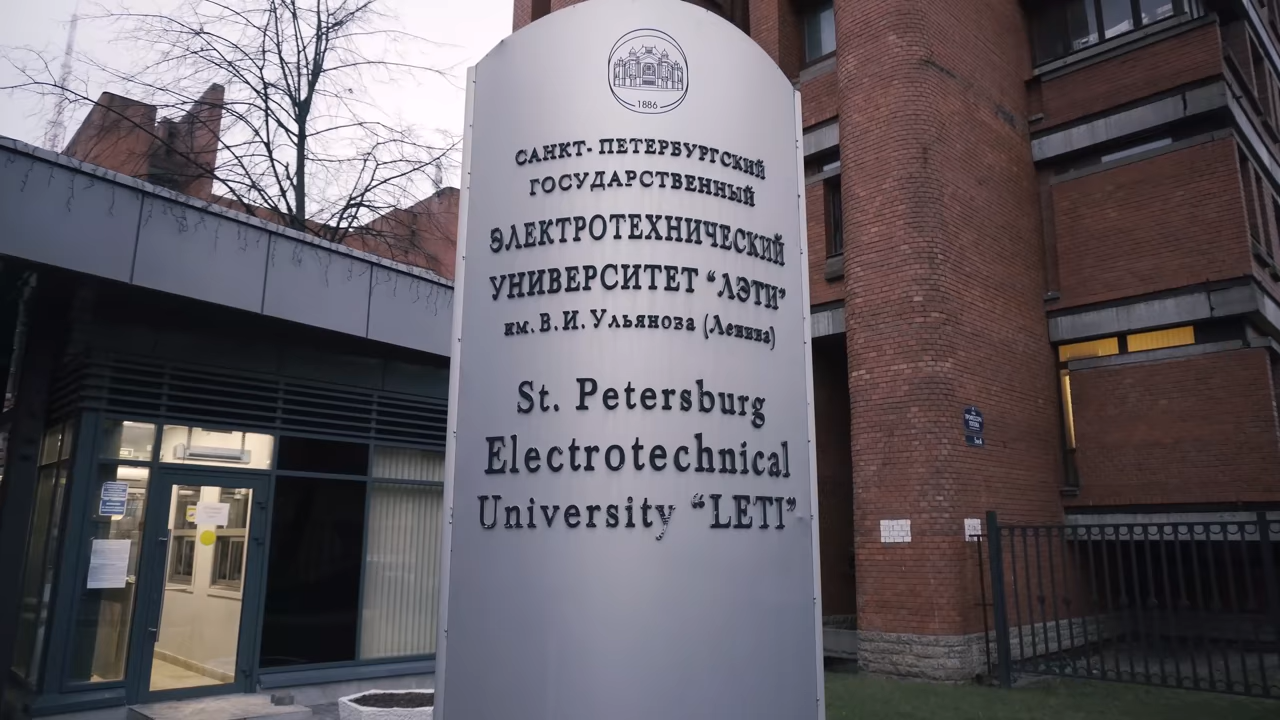 1886
САНКТ-ПЕТЕРБУРГСКИЙ
ГОСУДАРСТВЕННЫЙ
ЭЛЕКТРОТЕХНИЧЕСКИЙ
УНИВЕРСИТЕТ “ЛЭТИ”
им. В.И. Ульянова (Ленина)
St. Petersburg
Electrotechnical
University “LETI”